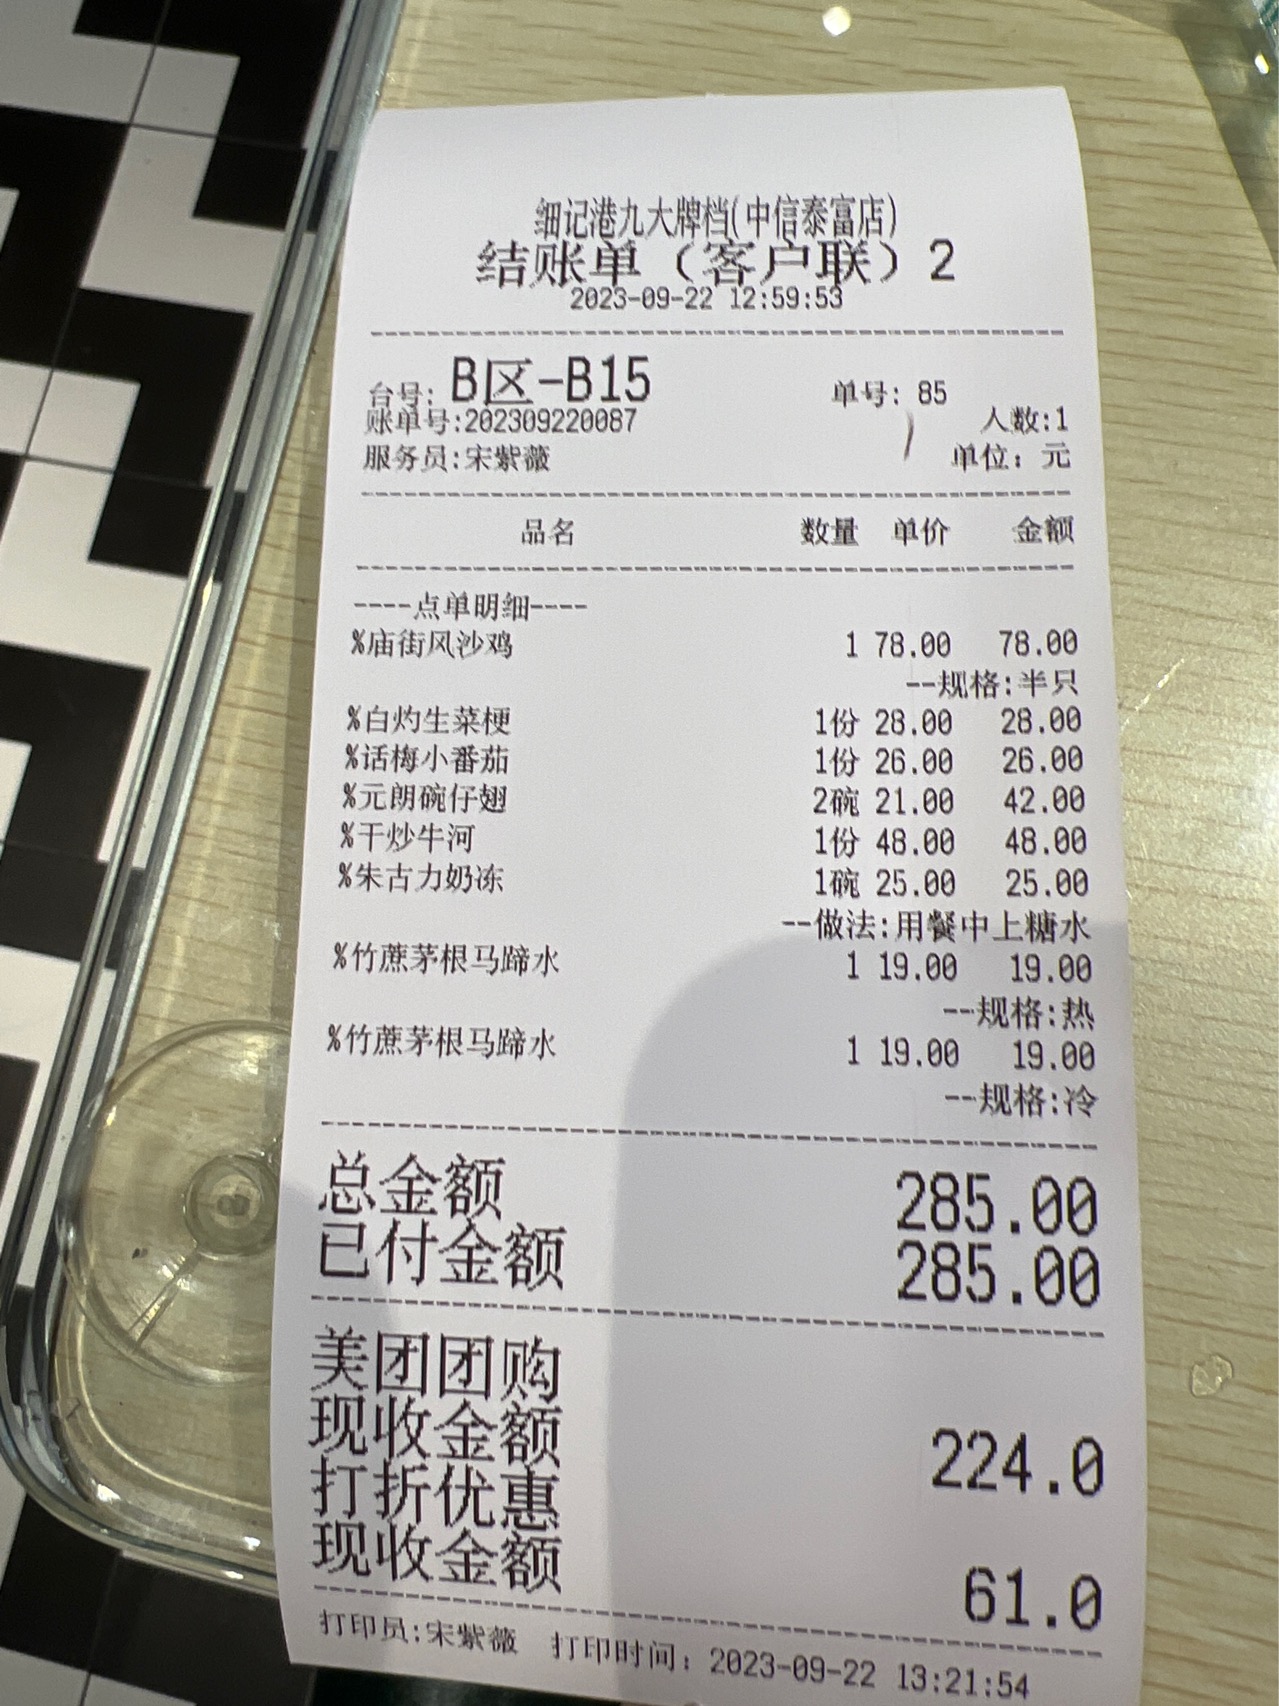 细记港九大牌档(中信泰富店)
结账单（客户联）2
2023-09-22 12:59:53
台号: B区-B15 单号: 85
账单号:202309220087 人数:1
服务员:宋紫薇 单位: 元
品名 数量 单价 金额
----点单明细----
%庙街风沙鸡 1 78.00 78.00
--规格:半只
%白灼生菜梗 1份 28.00 28.00
%话梅小番茄 1份 26.00 26.00
%元朗碗仔翅 2碗 21.00 42.00
%干炒牛河 1份 48.00 48.00
%朱古力奶冻 1碗 25.00 25.00
--做法:用餐中上糖水
%竹蔗茅根马蹄水 1 19.00 19.00
--规格:热
%竹蔗茅根马蹄水 1 19.00 19.00
--规格:冷
总金额 285.00
已付金额 285.00
美团团购
现收金额 224.0
打折优惠
现收金额 61.0
打印员:宋紫薇 打印时间: 2023-09-22 13:21:54